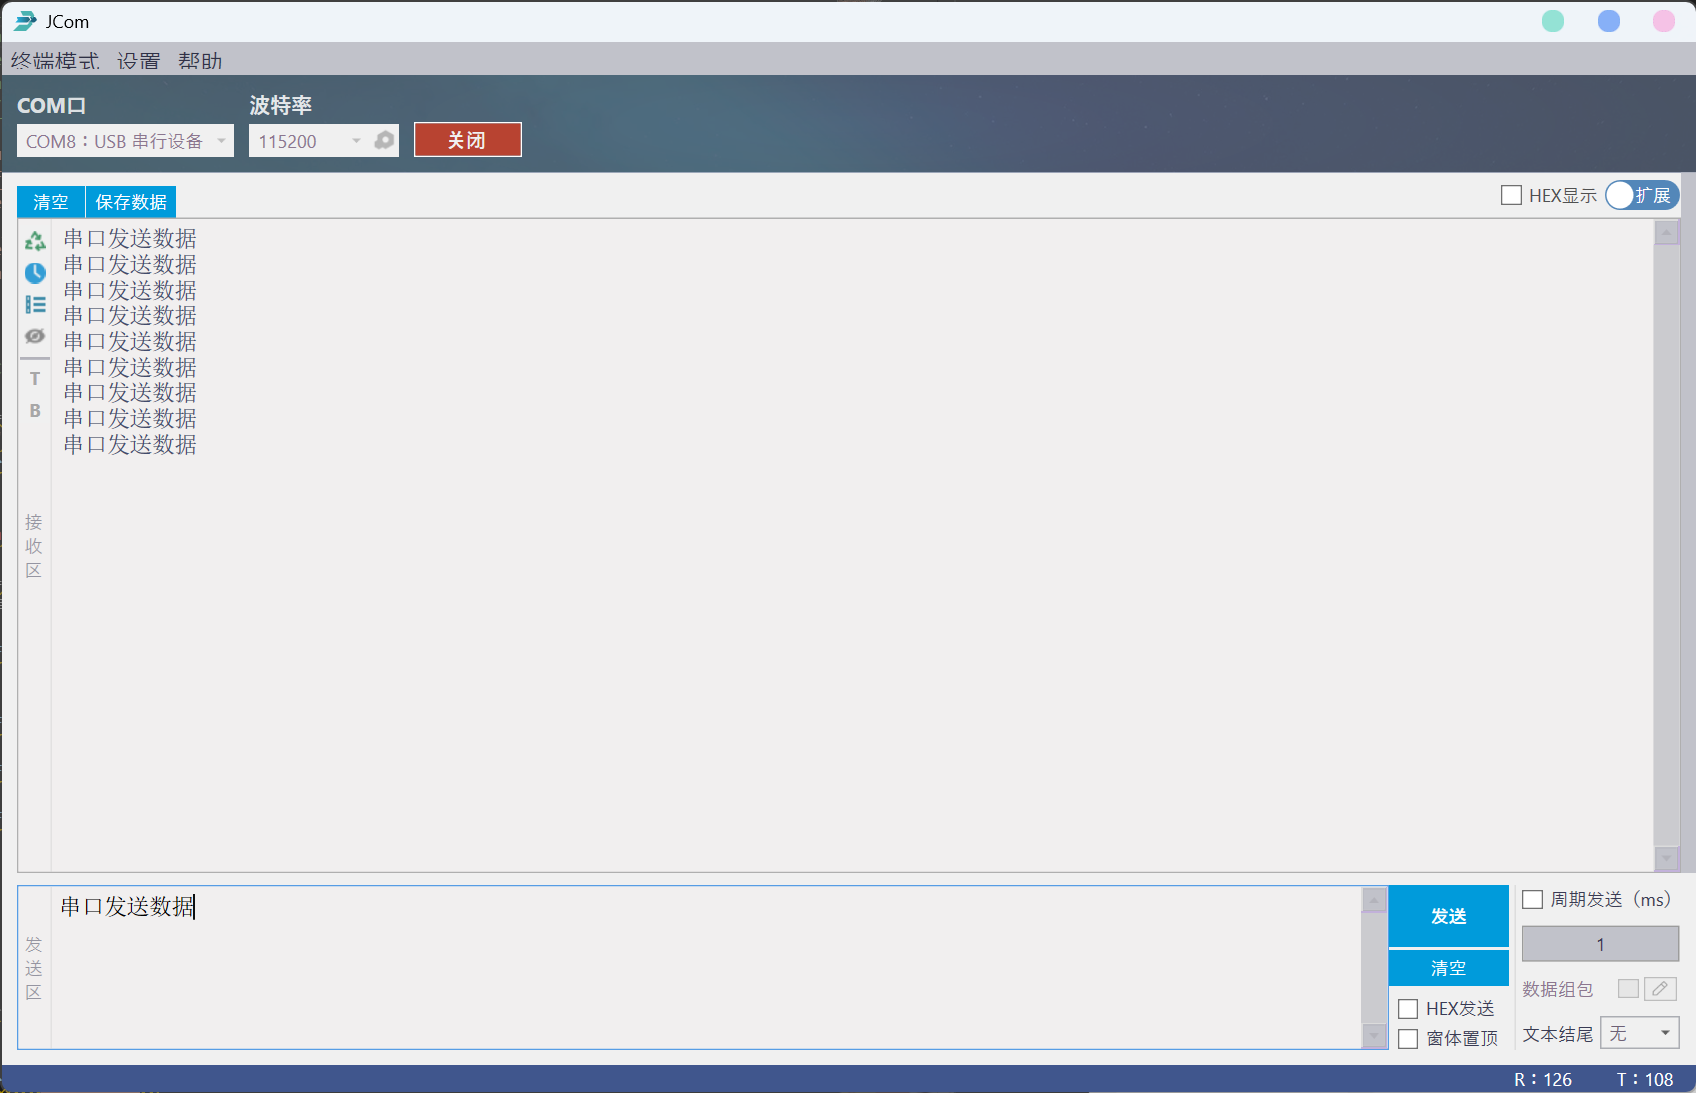 JCom
终端模式 设置 帮助
COM口 波特率
COM8：USB 串行设备 115200 关闭
清空 保存数据 HEX显示 扩展
串口发送数据
串口发送数据
串口发送数据
串口发送数据
串口发送数据
串口发送数据
串口发送数据
串口发送数据
串口发送数据
T
B
接
收
区
串口发送数据
发
送
区
发送
清空
HEX发送
窗体置顶
周期发送（ms）
1
数据组包
文本结尾 无
R：126 T：108